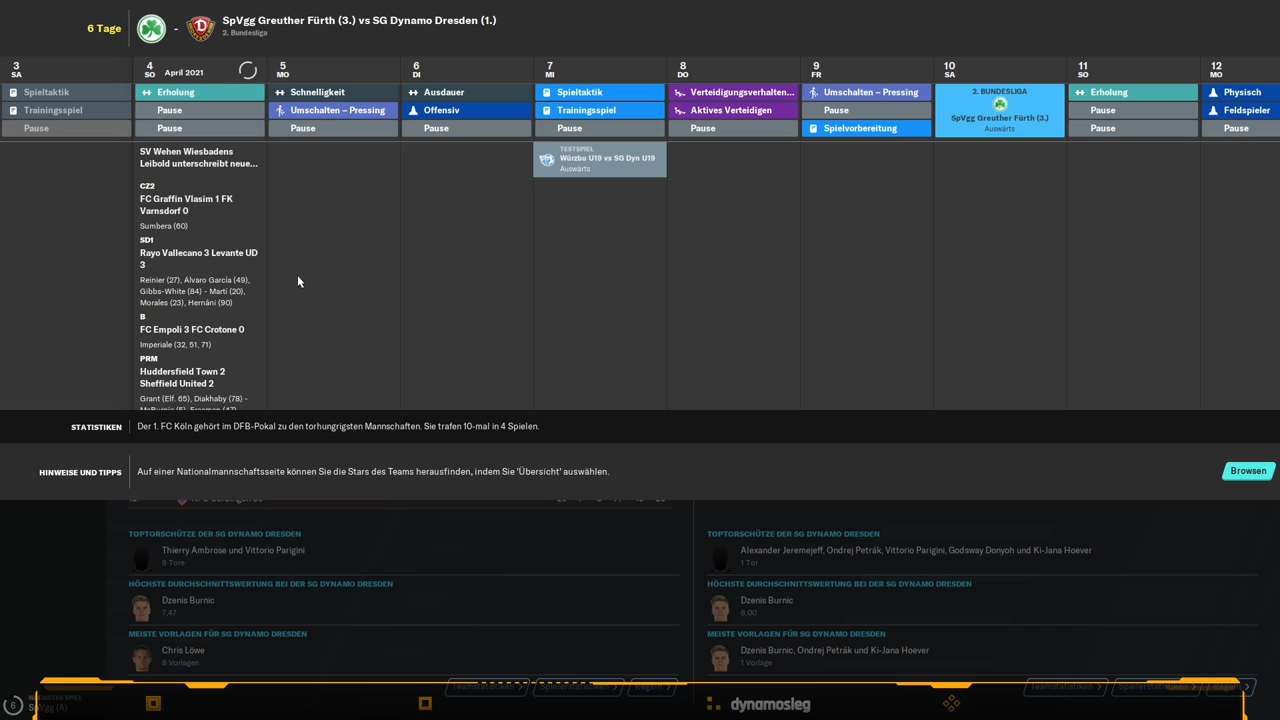 6 Tage
SpVgg Greuther Fürth (3.) vs SG Dynamo Dresden (1.)
2. Bundesliga
3
SA
4
SO April 2021
5
MO
6
DI
7
MI
8
DO
9
FR
10
SA
11
SO
12
MO
Spieltaktik
Trainingsspiel
Pause
Erholung
Pause
Pause
Schnelligkeit
Umschalten – Pressing
Pause
Ausdauer
Offensiv
Pause
Spieltaktik
Trainingsspiel
Pause
Verteidigungsverhalten...
Aktives Verteidigen
Pause
Umschalten – Pressing
Pause
Spielvorbereitung
2. BUNDESLIGA
SpVgg Greuther Fürth (3.)
Auswärts
Erholung
Pause
Pause
Physisch
Feldspieler
Pause
SV Wehen Wiesbadens
Leibold unterschreibt neue...
CZ2
FC Graffin Vlasim 1 FK
Varnsdorf 0
Sumbera (60)
SD1
Rayo Vallecano 3 Levante UD
3
Reinier (27), Álvaro García (49),
Gibbs-White (84) - Martí (20),
Morales (23), Hernâni (90)
B
FC Empoli 3 FC Crotone 0
Imperiale (32, 51, 71)
PRM
Huddersfield Town 2
Sheffield United 2
Grant (Elf. 65), Diakhaby (78) -
TESTSPIEL
Würzbu U19 vs SG Dyn U19
Auswärts
STATISTIKEN
Der 1. FC Köln gehört im DFB-Pokal zu den torhungrigsten Mannschaften. Sie trafen 10-mal in 4 Spielen.
HINWEISE UND TIPPS
Auf einer Nationalmannschaftsseite können Sie die Stars des Teams herausfinden, indem Sie 'Übersicht' auswählen.
Browsen
TOPTORSCHÜTZE DER SG DYNAMO DRESDEN
Thierry Ambrose und Vittorio Parigini
9 Tore
HÖCHSTE DURCHSCHNITTSWERTUNG BEI DER SG DYNAMO DRESDEN
Dzenis Burnic
7,47
MEISTE VORLAGEN FÜR SG DYNAMO DRESDEN
Chris Löwe
8 Vorlagen
Teamstatistiken
Spielerstatistiken
Regeln
TOPTORSCHÜTZE DER SG DYNAMO DRESDEN
Alexander Jeremejeff, Ondrej Petrák, Vittorio Parigini, Godsway Donyoh und Ki-Jana Hoever
1 Tor
HÖCHSTE DURCHSCHNITTSWERTUNG BEI DER SG DYNAMO DRESDEN
Dzenis Burnic
8,00
MEISTE VORLAGEN FÜR SG DYNAMO DRESDEN
Dzenis Burnic, Ondrej Petrák und Ki-Jana Hoever
1 Vorlage
Teamstatistiken
Spielerstatistiken
Regeln
6
NÄCHSTES SPIEL
SpVgg (A)
dynamosleg